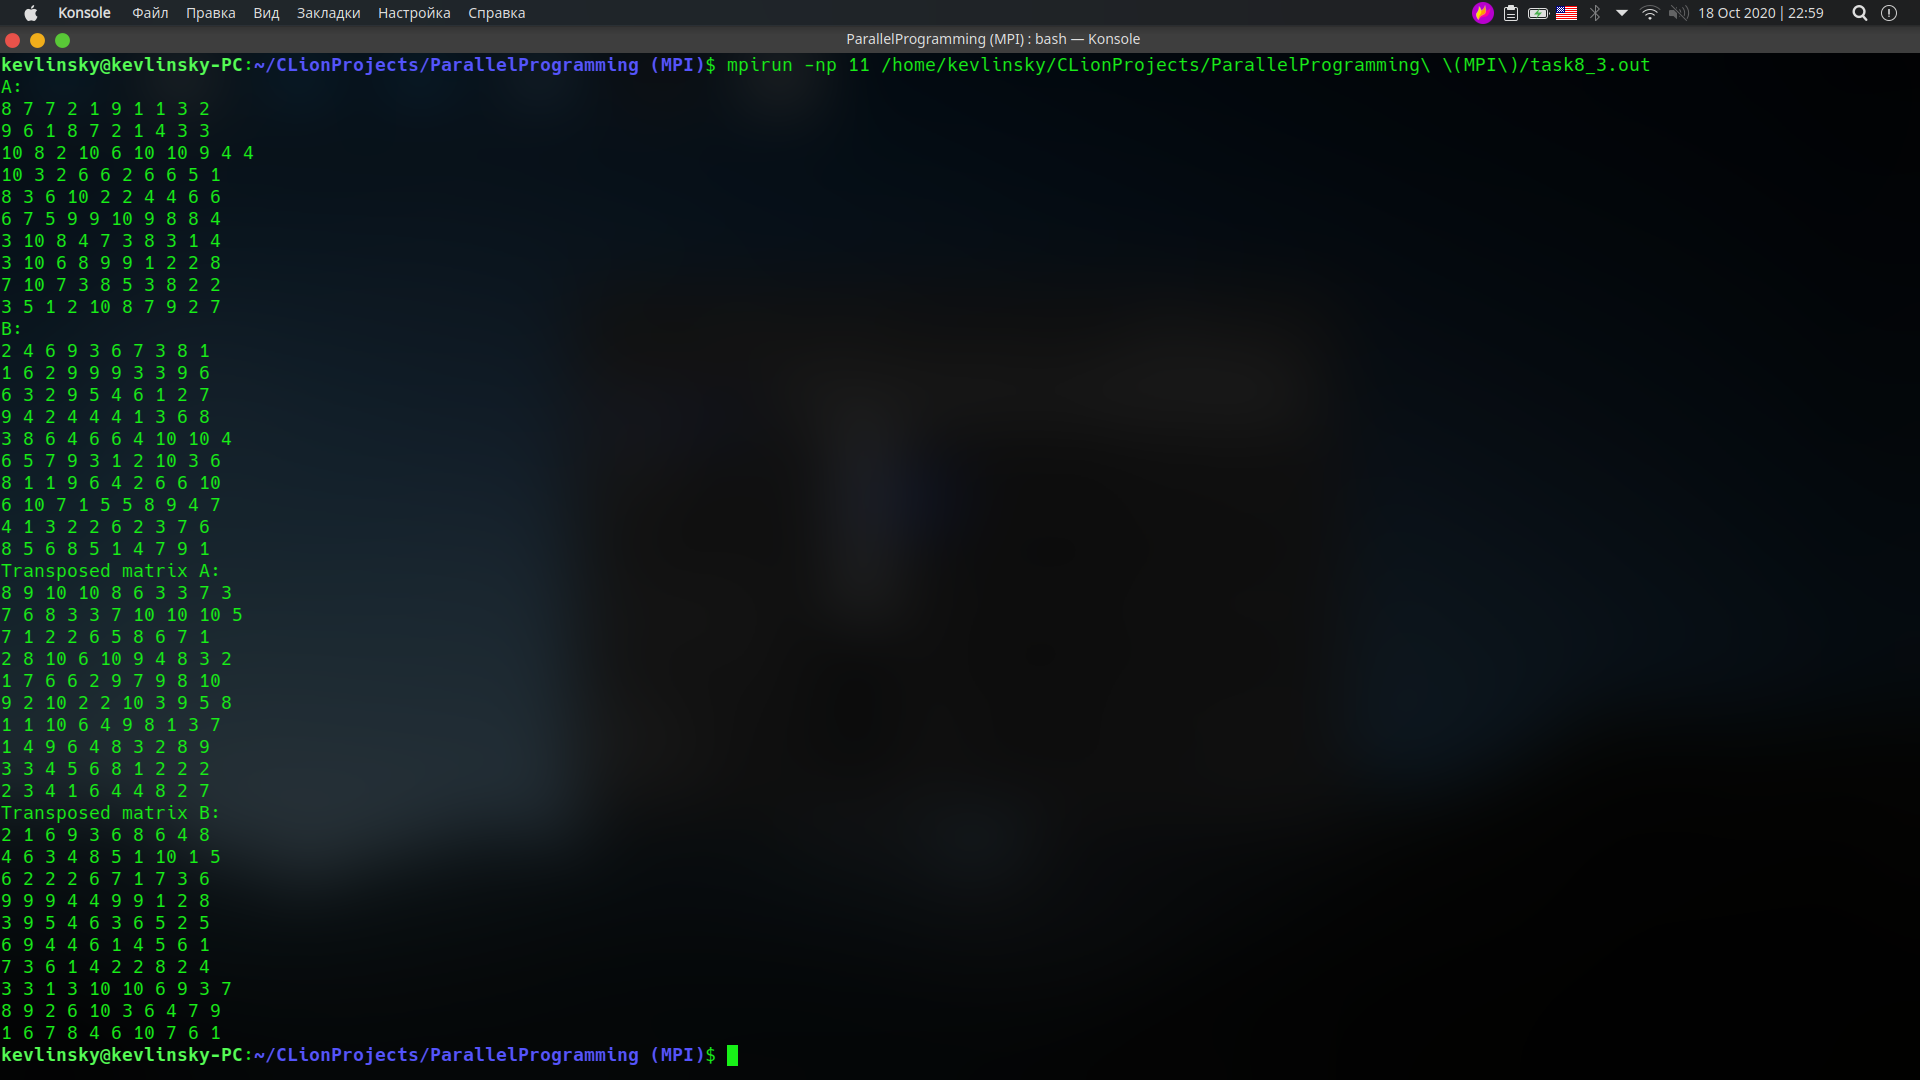 Konsole Файл Правка Вид Закладки Настройка Справка 18 Oct 2020 | 22:59
ParallelProgramming (MPI) : bash — Konsole
kevlinsky@kevlinsky-PC:~/CLionProjects/ParallelProgramming (MPI)$ mpirun -np 11 /home/kevlinsky/CLionProjects/ParallelProgramming\ \(MPI\)/task8_3.out
A:
8 7 7 2 1 9 1 1 3 2
9 6 1 8 7 2 1 4 3 3
10 8 2 10 6 10 10 9 4 4
10 3 2 6 6 2 6 6 5 1
8 3 6 10 2 2 4 4 6 6
6 7 5 9 9 10 9 8 8 4
3 10 8 4 7 3 8 3 1 4
3 10 6 8 9 9 1 2 2 8
7 10 7 3 8 5 3 8 2 2
3 5 1 2 10 8 7 9 2 7
B:
2 4 6 9 3 6 7 3 8 1
1 6 2 9 9 9 3 3 9 6
6 3 2 9 5 4 6 1 2 7
9 4 2 4 4 4 1 3 6 8
3 8 6 4 6 6 4 10 10 4
6 5 7 9 3 1 2 10 3 6
8 1 1 9 6 4 2 6 6 10
6 10 7 1 5 5 8 9 4 7
4 1 3 2 2 6 2 3 7 6
8 5 6 8 5 1 4 7 9 1
Transposed matrix A:
8 9 10 10 8 6 3 3 7 3
7 6 8 3 3 7 10 10 10 5
7 1 2 2 6 5 8 6 7 1
2 8 10 6 10 9 4 8 3 2
1 7 6 6 2 9 7 9 8 10
9 2 10 2 2 10 3 9 5 8
1 1 10 6 4 9 8 1 3 7
1 4 9 6 4 8 3 2 8 9
3 3 4 5 6 8 1 2 2 2
2 3 4 1 6 4 4 8 2 7
Transposed matrix B:
2 1 6 9 3 6 8 6 4 8
4 6 3 4 8 5 1 10 1 5
6 2 2 2 6 7 1 7 3 6
9 9 9 4 4 9 9 1 2 8
3 9 5 4 6 3 6 5 2 5
6 9 4 4 6 1 4 5 6 1
7 3 6 1 4 2 2 8 2 4
3 3 1 3 10 10 6 9 3 7
8 9 2 6 10 3 6 4 7 9
1 6 7 8 4 6 10 7 6 1
kevlinsky@kevlinsky-PC:~/CLionProjects/ParallelProgramming (MPI)$